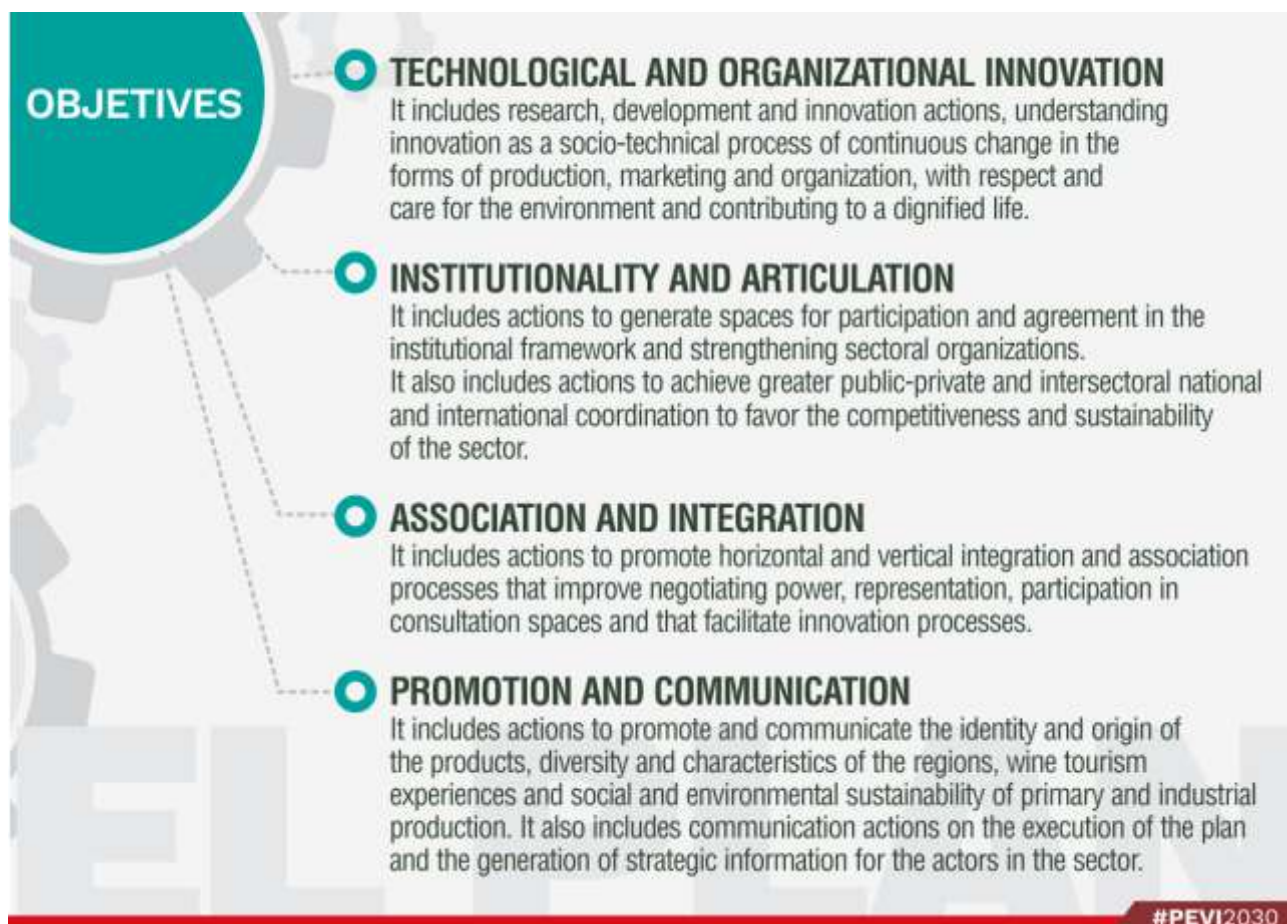 OBJETIVES
TECHNOLOGICAL AND ORGANIZATIONAL INNOVATION
It includes research, development and innovation actions, understanding
innovation as a socio-technical process of continuous change in the
forms of production, marketing and organization, with respect and
care for the environment and contributing to a dignified life.
INSTITUTIONALITY AND ARTICULATION
It includes actions to generate spaces for participation and agreement in the
institutional framework and strengthening sectoral organizations.
It also includes actions to achieve greater public-private and intersectoral national
and international coordination to favor the competitiveness and sustainability
of the sector.
ASSOCIATION AND INTEGRATION
It includes actions to promote horizontal and vertical integration and association
processes that improve negotiating power, representation, participation in
consultation spaces and that facilitate innovation processes.
PROMOTION AND COMMUNICATION
It includes actions to promote and communicate the identity and origin of
the products, diversity and characteristics of the regions, wine tourism
experiences and social and environmental sustainability of primary and industrial
production. It also includes communication actions on the execution of the plan
and the generation of strategic information for the actors in the sector.
EL PLAN
#PEVI2030